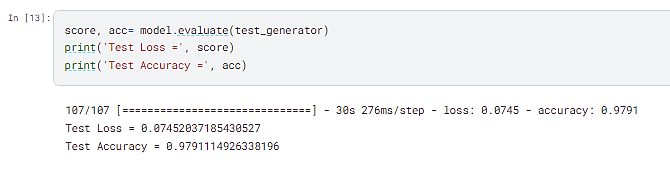 In [13]:
score, acc= model.evaluate(test_generator)
print('Test Loss =', score)
print('Test Accuracy =', acc)
107/107 [==============================] - 30s 276ms/step - loss: 0.0745 - accuracy: 0.9791
Test Loss = 0.07452037185430527
Test Accuracy = 0.9791114926338196